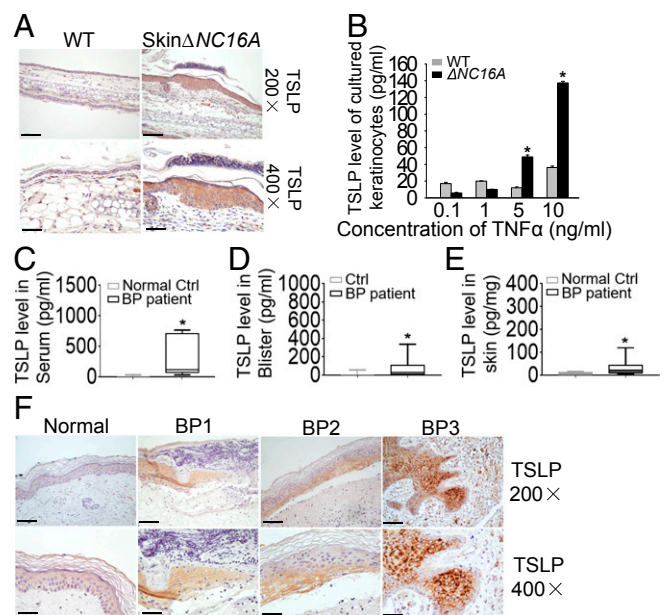 A
WT
SkinΔNC16A
TSLP
200×
TSLP
400×
B
WT
ΔNC16A
TSLP level of cultured
keratinocytes (pg/ml)
160
140
120
100
80
60
40
20
0
*
*
0.1 1 5 10
Concentration of TNFα (ng/ml)
C
Normal Ctrl
BP patient
TSLP level in
Serum (pg/ml)
1500
1000
500
0
*
D
Ctrl
BP patient
TSLP level in
Blister (pg/ml)
1000
800
600
400
200
0
*
E
Normal Ctrl
BP patient
TSLP level in
skin (pg/mg)
400
300
200
100
0
*
F
Normal
BP1
BP2
BP3
TSLP
200×
TSLP
400×